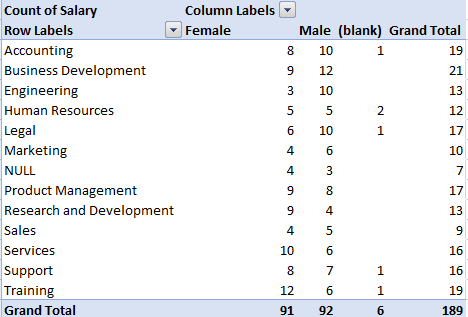 Count of Salary Column Labels
Row Labels Female Male (blank) Grand Total
Accounting 8 10 1 19
Business Development 9 12 21
Engineering 3 10 13
Human Resources 5 5 2 12
Legal 6 10 1 17
Marketing 4 6 10
NULL 4 3 7
Product Management 9 8 17
Research and Development 9 4 13
Sales 4 5 9
Services 10 6 16
Support 8 7 1 16
Training 12 6 1 19
Grand Total 91 92 6 189